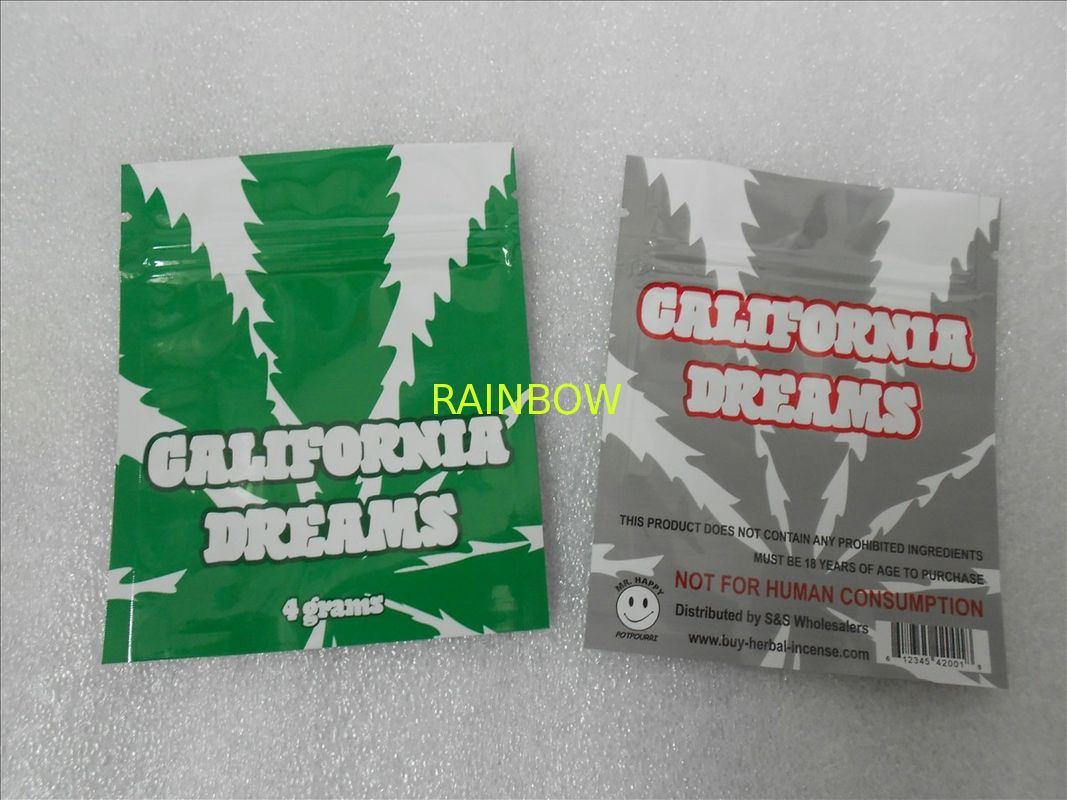 CALIFORNIA
DREAMS
4 grams
RAINBOW
CALIFORNIA
DREAMS
THIS PRODUCT DOES NOT CONTAIN ANY PROHIBITED INGREDIENTS
MUST BE 18 YEARS OF AGE TO PURCHASE
NOT FOR HUMAN CONSUMPTION
MR. HAPPY
POTPOURRI
Distributed by S&S Wholesalers
www.buy-herbal-incense.com
6 12345 42001 8